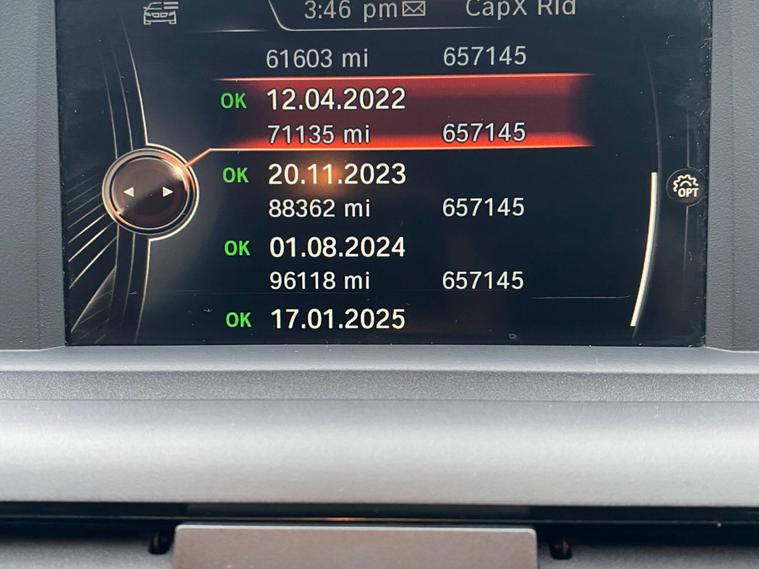 3:46 pm CapX Rld
61603 mi 657145
OK 12.04.2022
71135 mi 657145
OK 20.11.2023
88362 mi 657145
OPT
OK 01.08.2024
96118 mi 657145
OK 17.01.2025